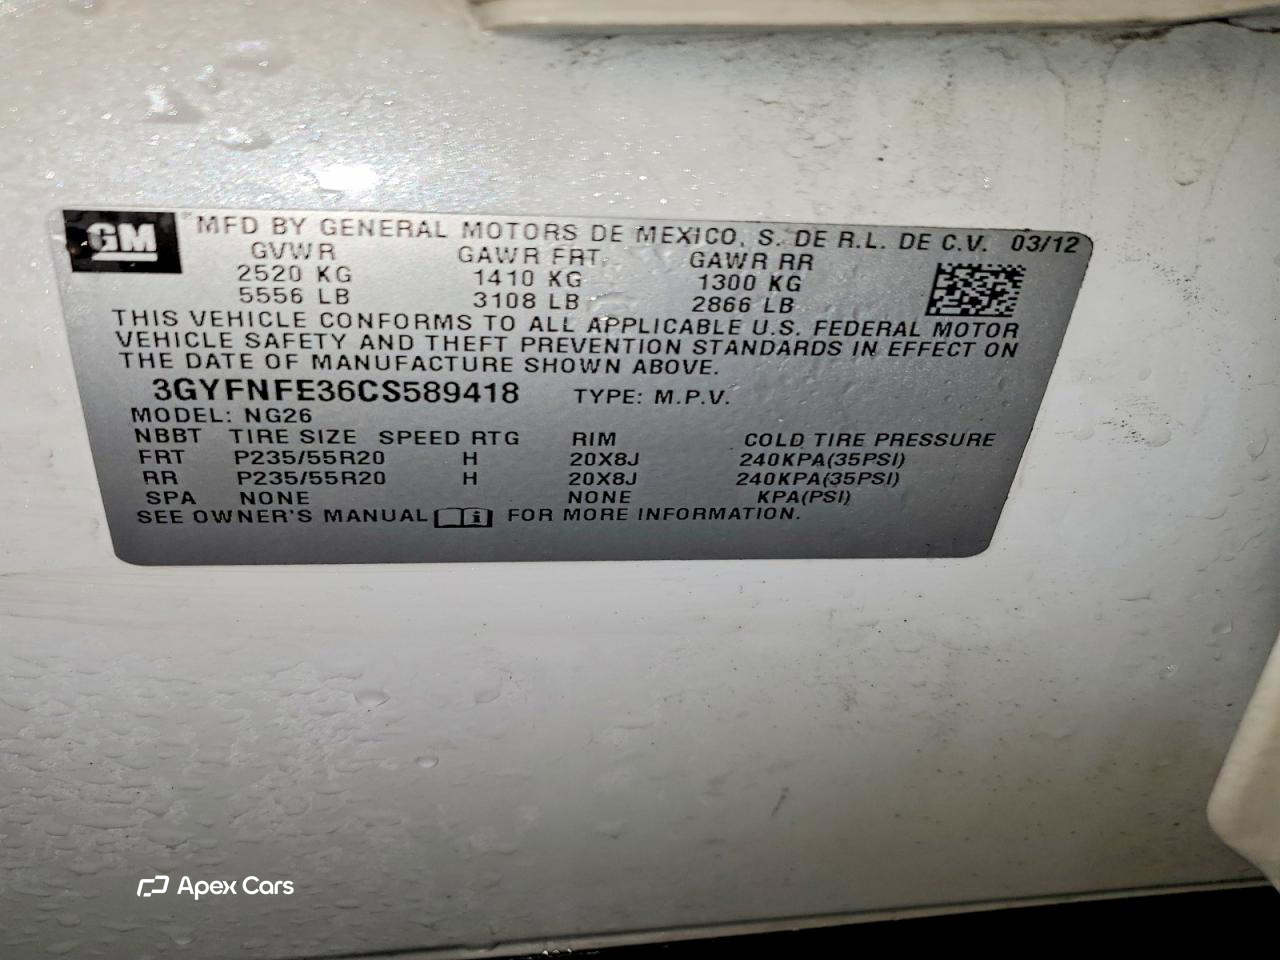 GM ® MFD BY GENERAL MOTORS DE MEXICO, S. DE R.L. DE C.V. 03/12
GVWR GAWR FRT GAWR RR
2520 KG 1410 KG 1300 KG
5556 LB 3108 LB 2866 LB
THIS VEHICLE CONFORMS TO ALL APPLICABLE U.S. FEDERAL MOTOR
VEHICLE SAFETY AND THEFT PREVENTION STANDARDS IN EFFECT ON
THE DATE OF MANUFACTURE SHOWN ABOVE.
3GYFNFE36CS589418 TYPE: M.P.V.
MODEL: NG26
NBBT TIRE SIZE SPEED RTG RIM COLD TIRE PRESSURE
FRT P235/55R20 H 20X8J 240KPA(35PSI)
RR P235/55R20 H 20X8J 240KPA(35PSI)
SPA NONE NONE KPA(PSI)
SEE OWNER'S MANUAL FOR MORE INFORMATION.
Apex Cars